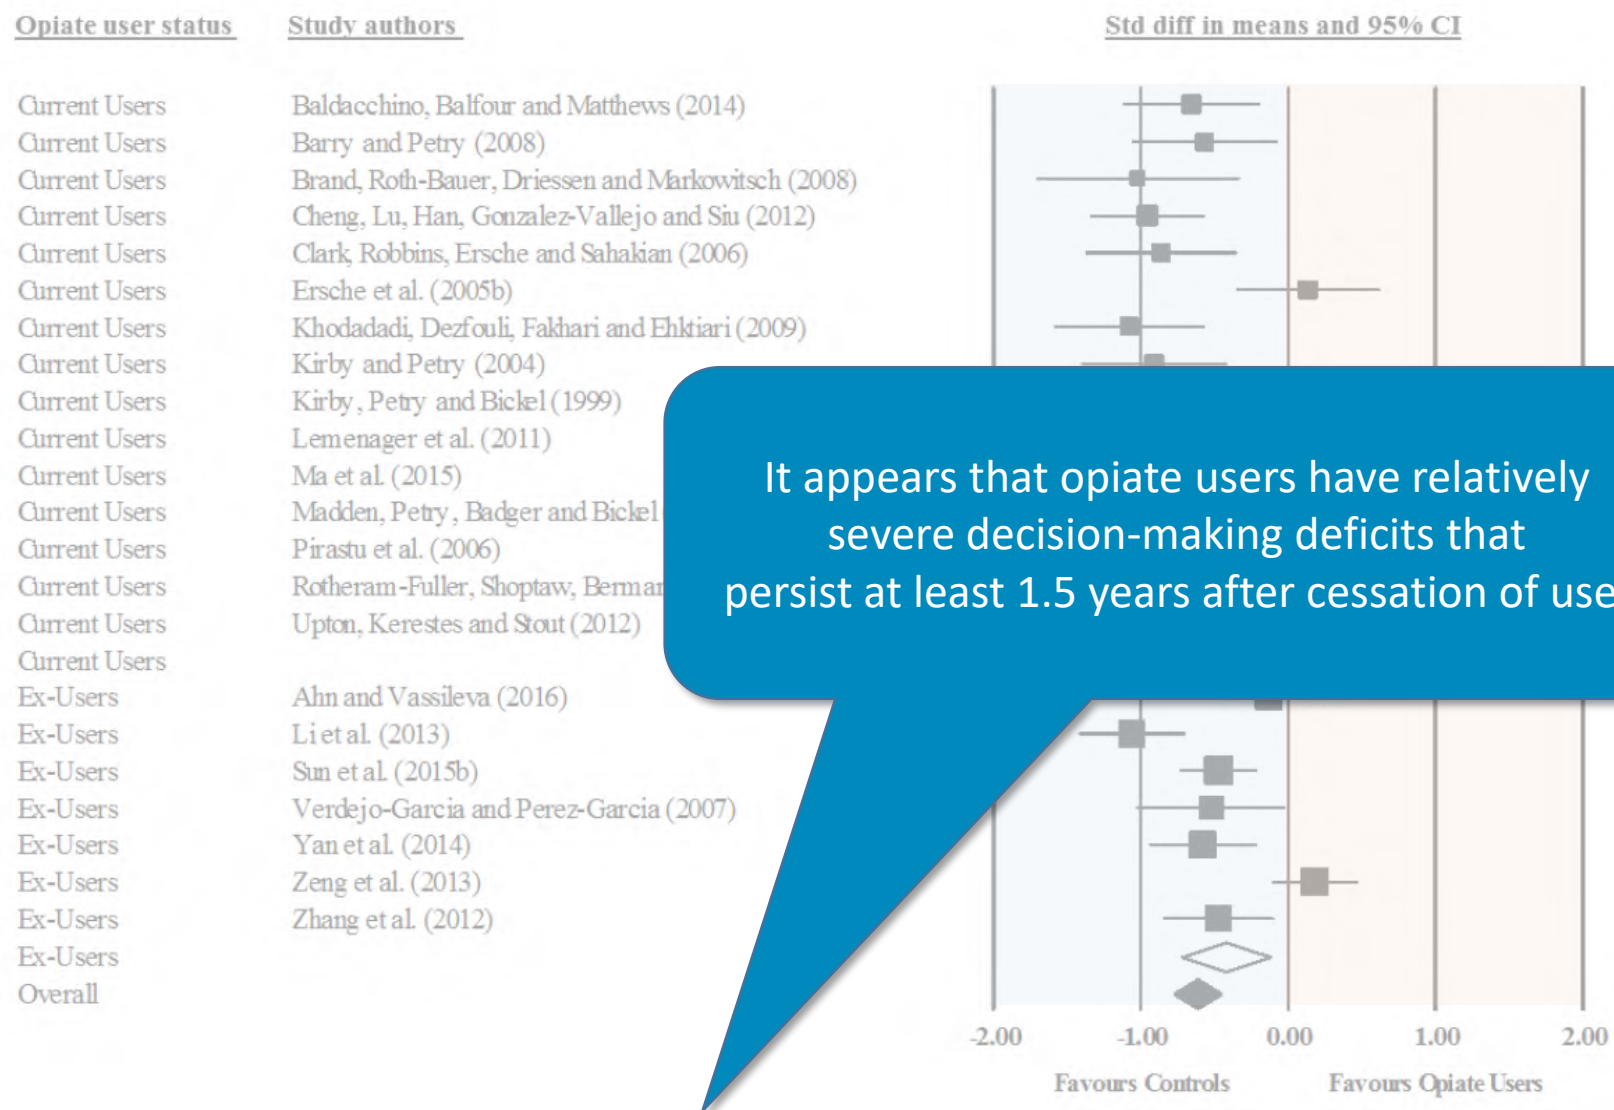 Opiate user status Study authors Std diff in means and 95% CI
Current Users Baldacchino, Balfour and Matthews (2014)
Current Users Barry and Petry (2008)
Current Users Brand, Roth-Bauer, Driessen and Markowitsch (2008)
Current Users Cheng, Lu, Han, Gonzalez-Vallejo and Siu (2012)
Current Users Clark, Robbins, Ersche and Sahakian (2006)
Current Users Ersche et al. (2005b)
Current Users Khodadadi, Dezfouli, Fakhari and Ehktiari (2009)
Current Users Kirby and Petry (2004)
Current Users Kirby, Petry and Bickel (1999)
Current Users Lemenager et al. (2011)
Current Users Ma et al. (2015)
Current Users Madden, Petry, Badger and Bickel
Current Users Pirastu et al. (2006)
Current Users Rotheram-Fuller, Shoptaw, Berman
Current Users Upton, Kerestes and Stout (2012)
Current Users
Ex-Users Ahn and Vassileva (2016)
Ex-Users Li et al. (2013)
Ex-Users Sun et al. (2015b)
Ex-Users Verdejo-Garcia and Perez-Garcia (2007)
Ex-Users Yan et al. (2014)
Ex-Users Zeng et al. (2013)
Ex-Users Zhang et al. (2012)
Ex-Users
Overall
It appears that opiate users have relatively
severe decision-making deficits that
persist at least 1.5 years after cessation of use
-2.00 -1.00 0.00 1.00 2.00
Favours Controls Favours Opiate Users